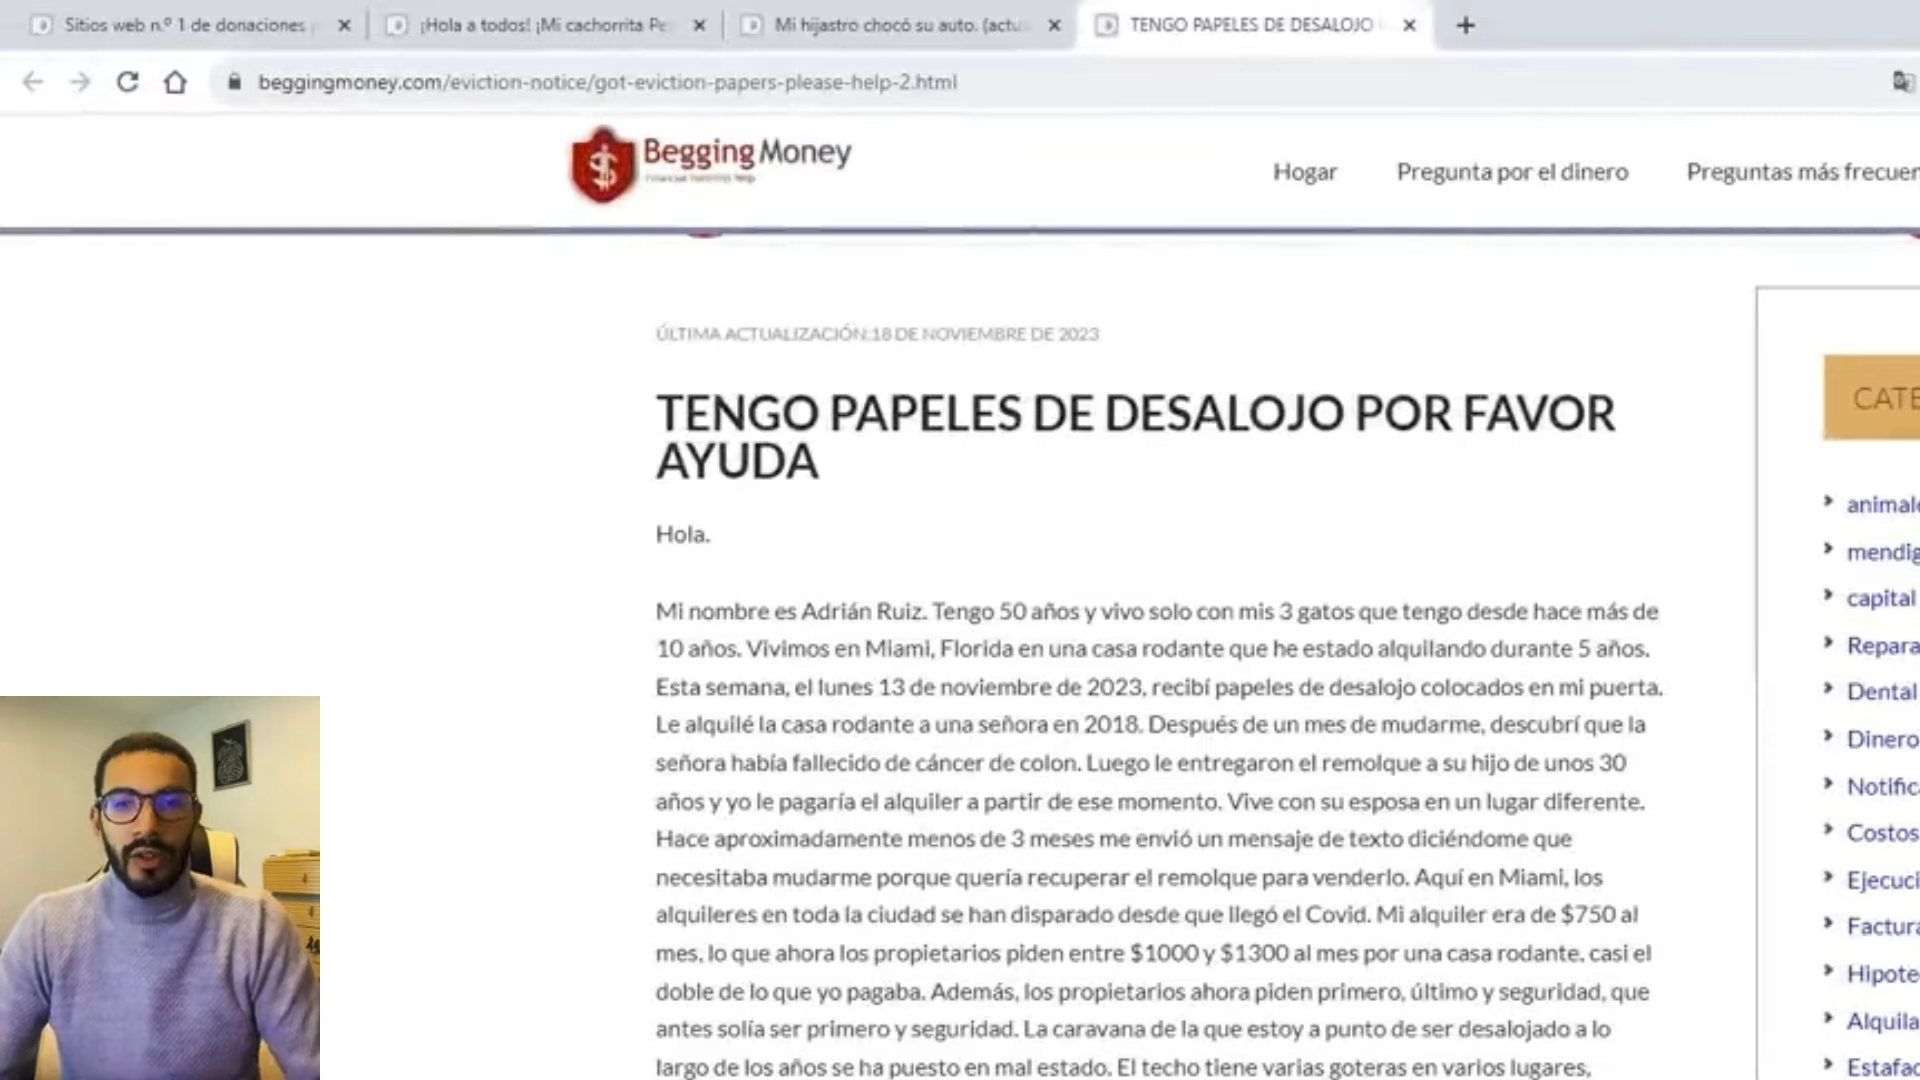 Sitios web n.º 1 de donaciones
¡Hola a todos! ¡Mi cachorrita Pe
Mi hijastro chocó su auto. (actu
TENGO PAPELES DE DESALOJO
beggingmoney.com/eviction-notice/got-eviction-papers-please-help-2.html
Begging Money
Hogar
Pregunta por el dinero
Preguntas más frecuen
ÚLTIMA ACTUALIZACIÓN:18 DE NOVIEMBRE DE 2023
TENGO PAPELES DE DESALOJO POR FAVOR
AYUDA
Hola.
Mi nombre es Adrián Ruiz. Tengo 50 años y vivo solo con mis 3 gatos que tengo desde hace más de
10 años. Vivimos en Miami, Florida en una casa rodante que he estado alquilando durante 5 años.
Esta semana, el lunes 13 de noviembre de 2023, recibí papeles de desalojo colocados en mi puerta.
Le alquilé la casa rodante a una señora en 2018. Después de un mes de mudarme, descubrí que la
señora había fallecido de cáncer de colon. Luego le entregaron el remolque a su hijo de unos 30
años y yo le pagaría el alquiler a partir de ese momento. Vive con su esposa en un lugar diferente.
Hace aproximadamente menos de 3 meses me envió un mensaje de texto diciéndome que
necesitaba mudarme porque quería recuperar el remolque para venderlo. Aquí en Miami, los
alquileres en toda la ciudad se han disparado desde que llegó el Covid. Mi alquiler era de $750 al
mes, lo que ahora los propietarios piden entre $1000 y $1300 al mes por una casa rodante, casi el
doble de lo que yo pagaba. Además, los propietarios ahora piden primero, último y seguridad, que
antes solía ser primero y seguridad. La caravana de la que estoy a punto de ser desalojado a lo
largo de los años se ha puesto en mal estado. El techo tiene varias goteras en varios lugares,
CATE
animale
mendig
capital
Repara
Dental
Dinero
Notific
Costos
Ejecuci
Factura
Hipote
Alquila
Estafac